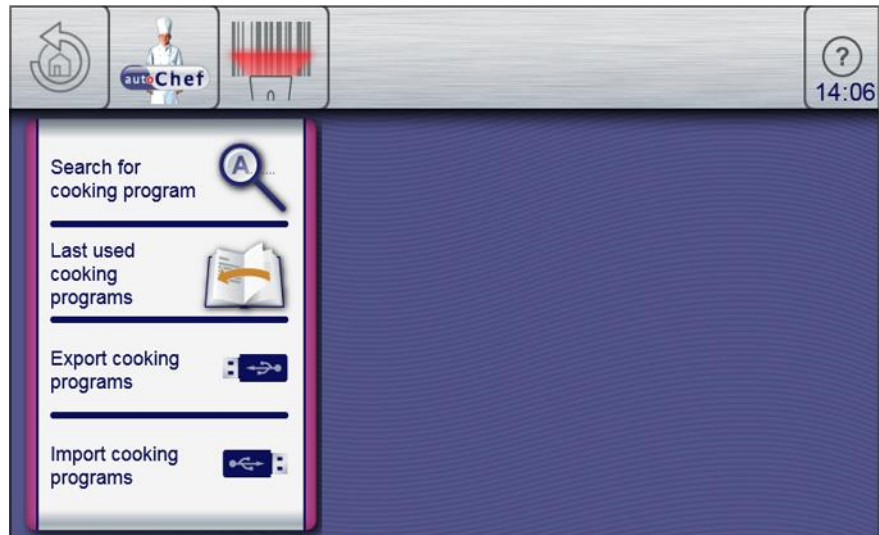 autoChef
?
14:06
Search for
cooking program
A....
Last used
cooking
programs
Export cooking
programs
Import cooking
programs